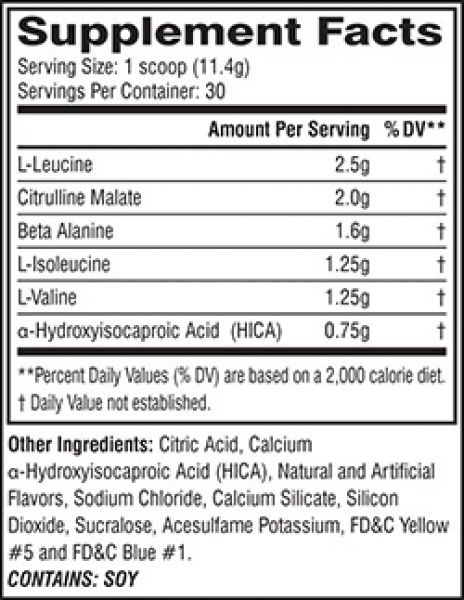 Supplement Facts
Serving Size: 1 scoop (11.4g)
Servings Per Container: 30
Amount Per Serving %DV**
L-Leucine 2.5g †
Citrulline Malate 2.0g †
Beta Alanine 1.6g †
L-Isoleucine 1.25g †
L-Valine 1.25g †
α-Hydroxyisocaproic Acid (HICA) 0.75g †
**Percent Daily Values (% DV) are based on a 2,000 calorie diet.
† Daily Value not established.
Other Ingredients: Citric Acid, Calcium
α-Hydroxyisocaproic Acid (HICA), Natural and Artificial
Flavors, Sodium Chloride, Calcium Silicate, Silicon
Dioxide, Sucralose, Acesulfame Potassium, FD&C Yellow
#5 and FD&C Blue #1.
CONTAINS: SOY